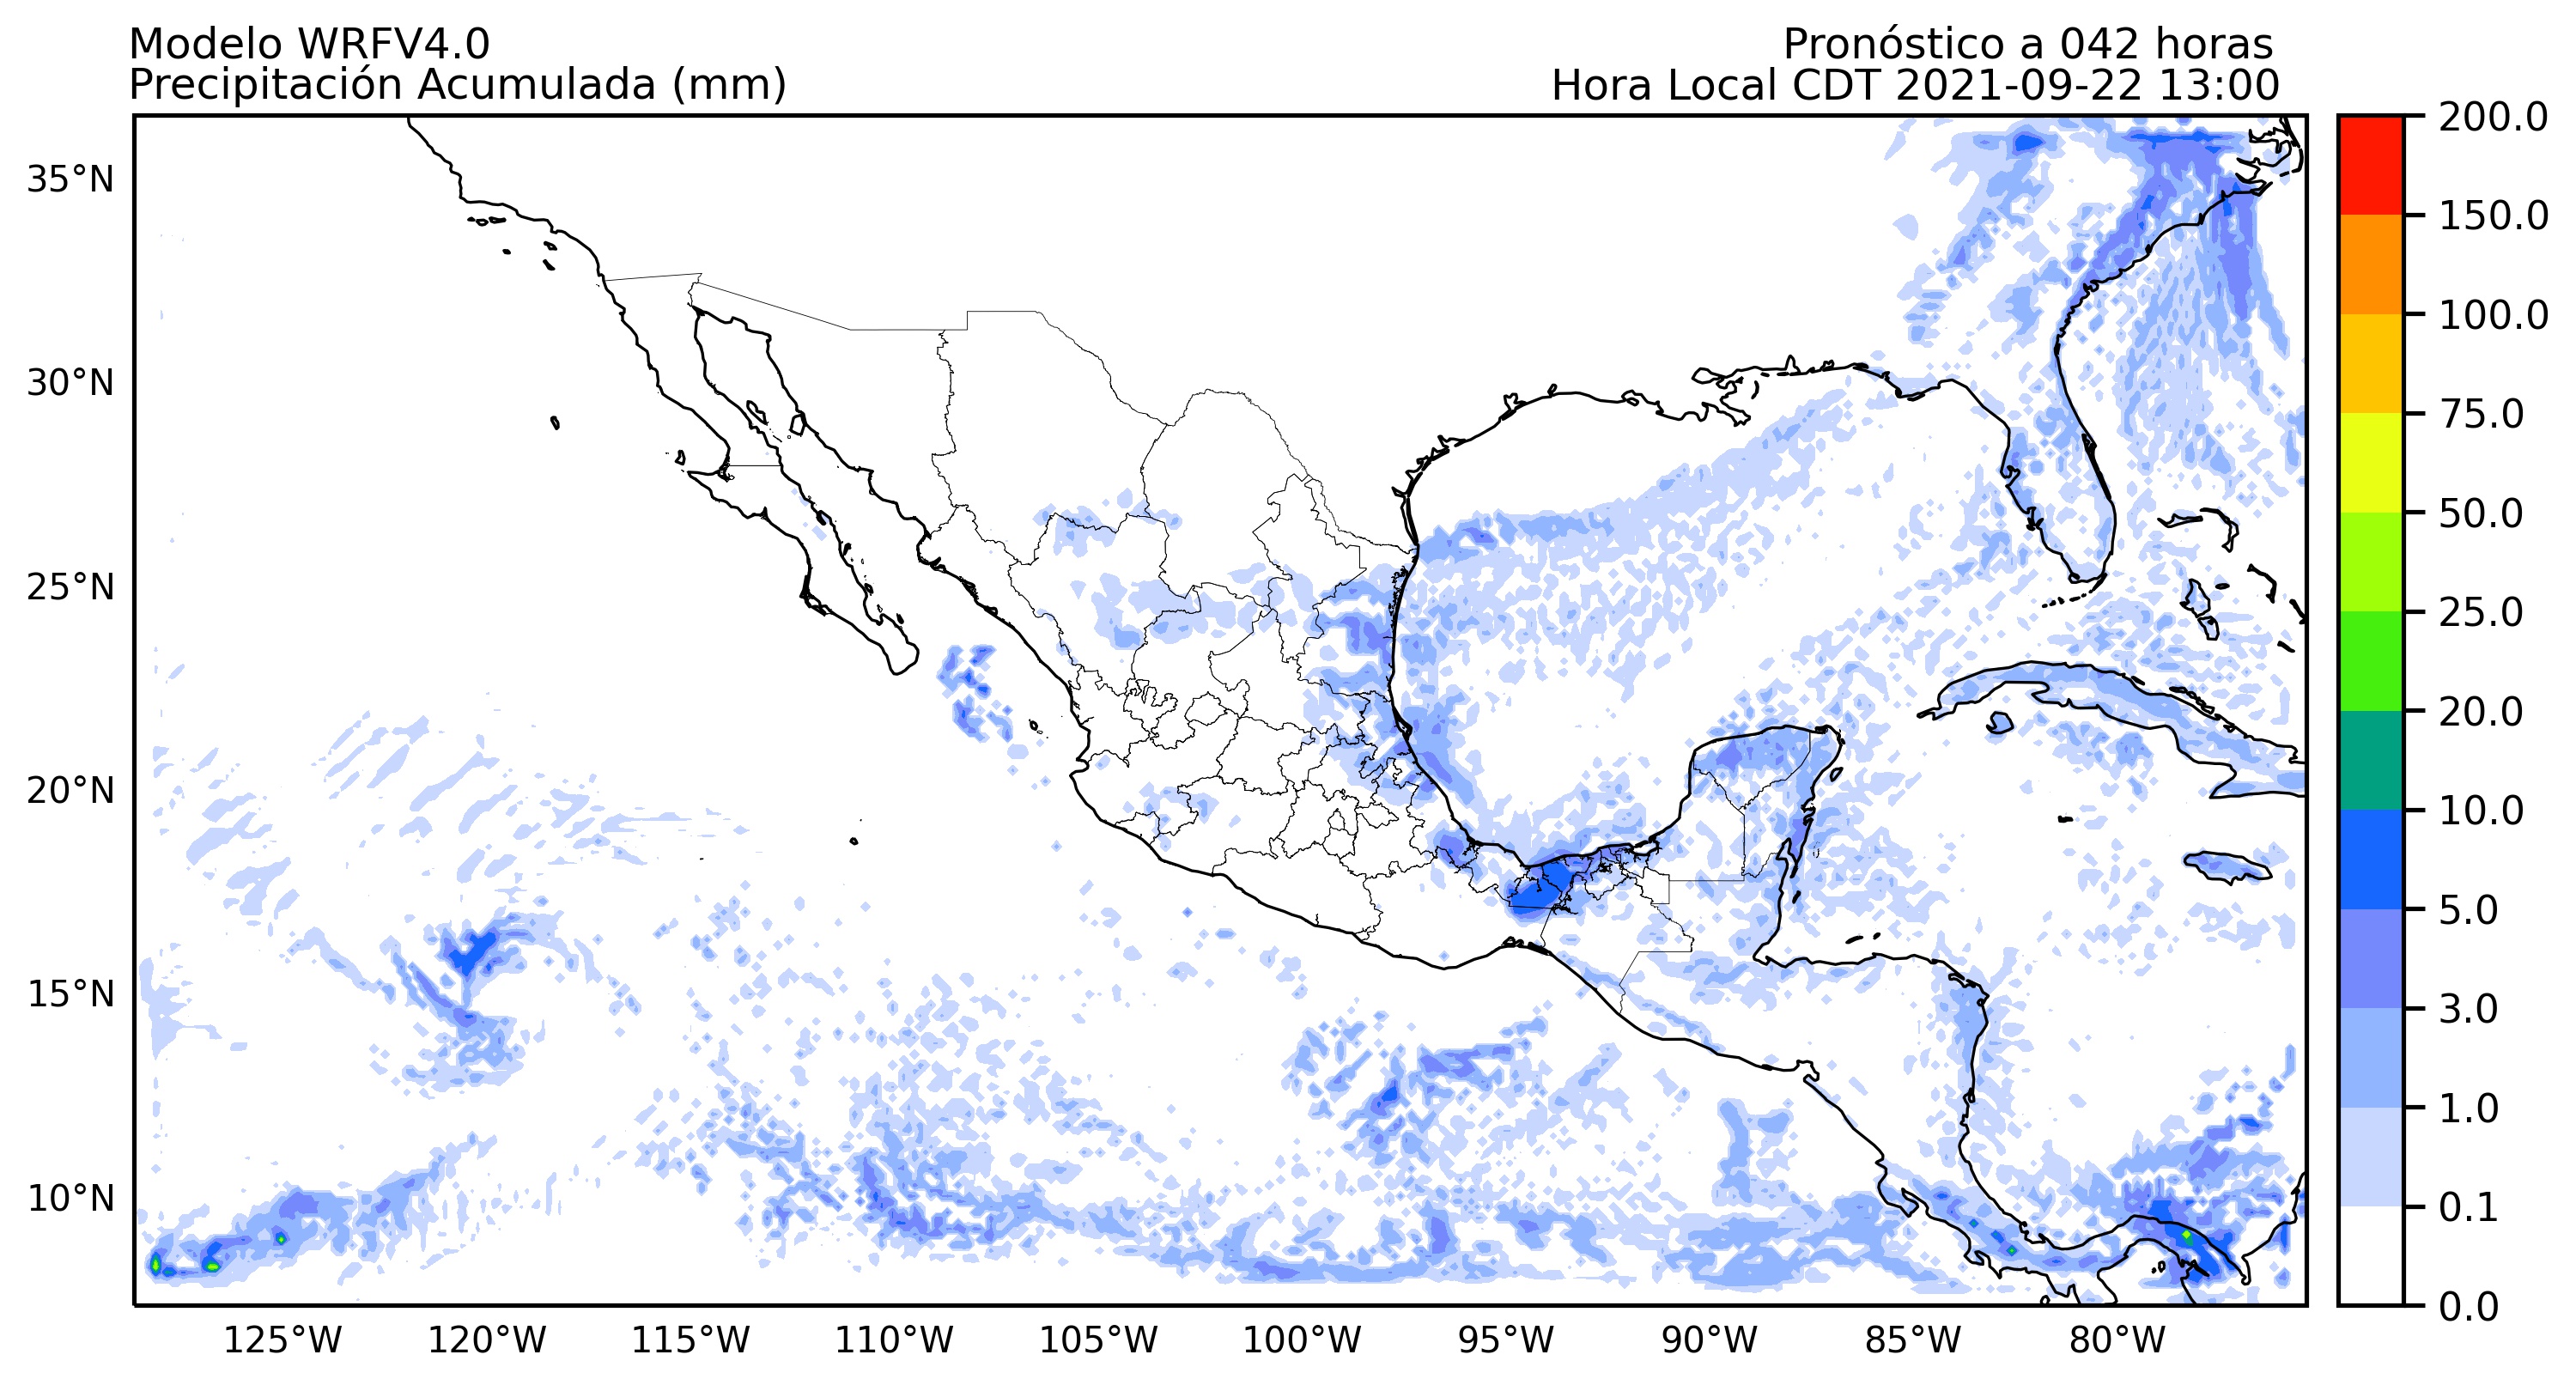 Modelo WRFV4.0
Precipitación Acumulada (mm)
Pronóstico a 042 horas
Hora Local CDT 2021-09-22 13:00
35°N
30°N
25°N
20°N
15°N
10°N
125°W
120°W
115°W
110°W
105°W
100°W
95°W
90°W
85°W
80°W
200.0
150.0
100.0
75.0
50.0
25.0
20.0
10.0
5.0
3.0
1.0
0.1
0.0